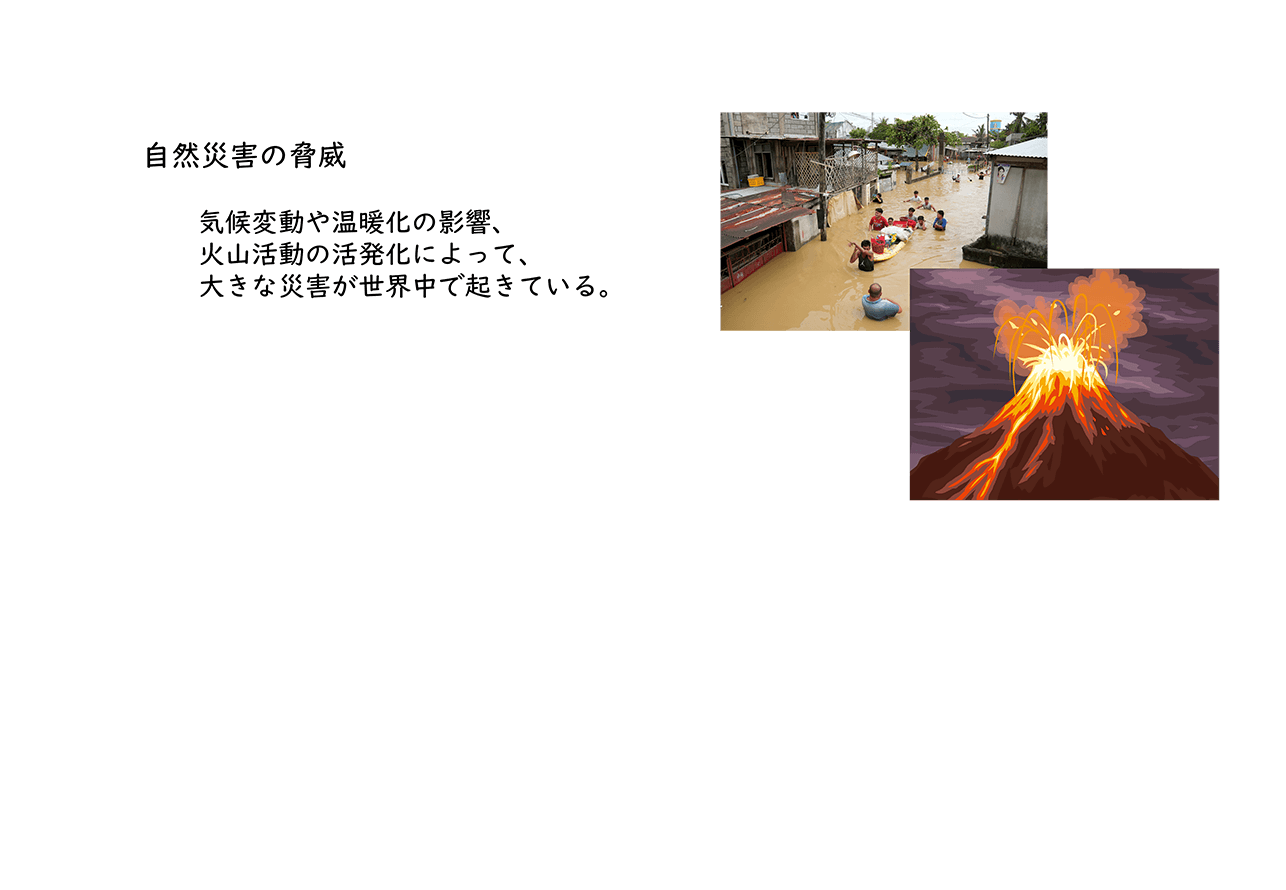 自然災害の脅威
気候変動や温暖化の影響、
火山活動の活発化によって、
大きな災害が世界中で起きている。